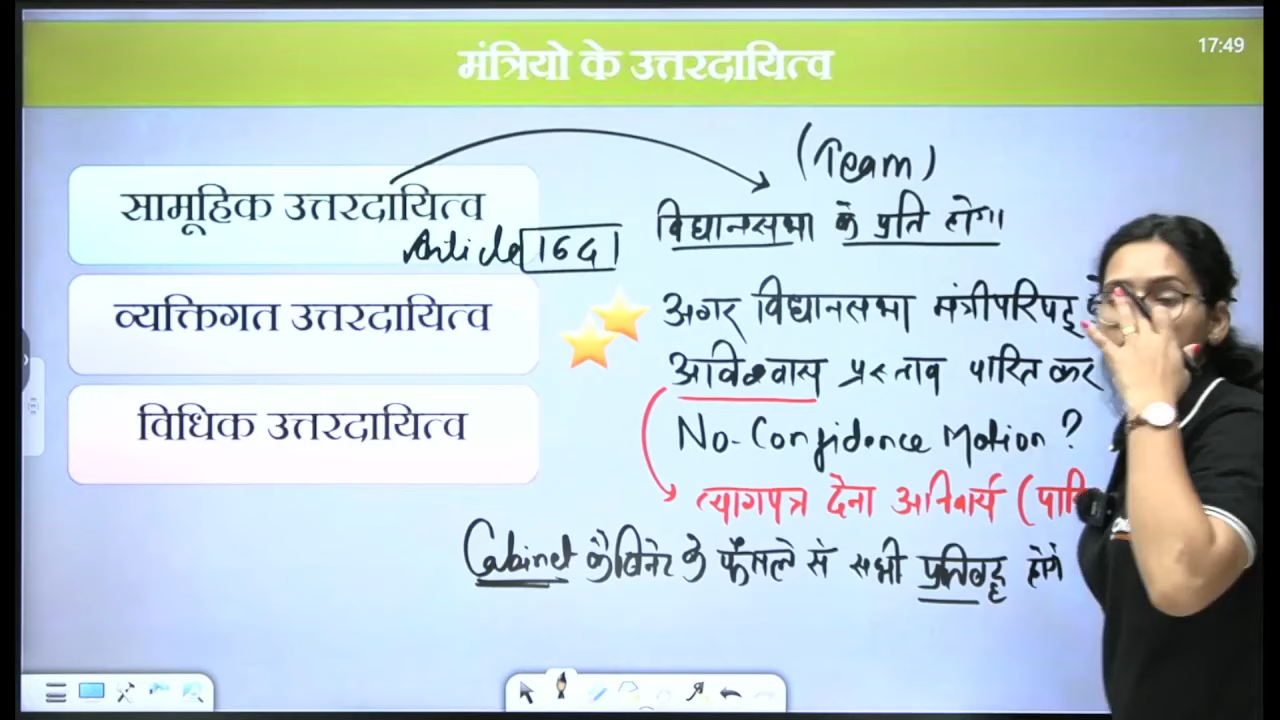 मंत्रियो के उत्तरदायित्व
17:49
(Team)
सामूहिक उत्तरदायित्व
विधानसभा के प्रति होगा
Article 164
व्यक्तिगत उत्तरदायित्व
अगर विधानसभा मंत्रीपरिषद्
अविश्वास प्रस्ताव पारित कर
विधिक उत्तरदायित्व
No-Confidence Motion?
त्यागपत्र देना अनिवार्य (पारि
Cabinet कैबिनेट के फैसले से सभी प्रतिबद्ध होंगे